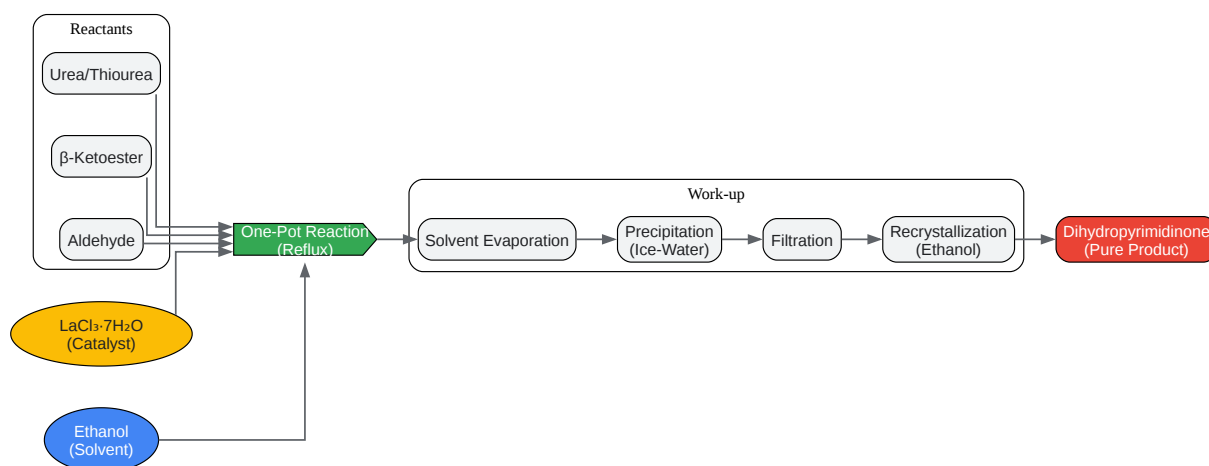 Reactants
Urea/Thiourea
β-Ketoester
Aldehyde
LaCl₃·7H₂O
(Catalyst)
Ethanol
(Solvent)
One-Pot Reaction
(Reflux)
Work-up
Solvent Evaporation
Precipitation
(Ice-Water)
Filtration
Recrystallization
(Ethanol)
Dihydropyrimidinone
(Pure Product)